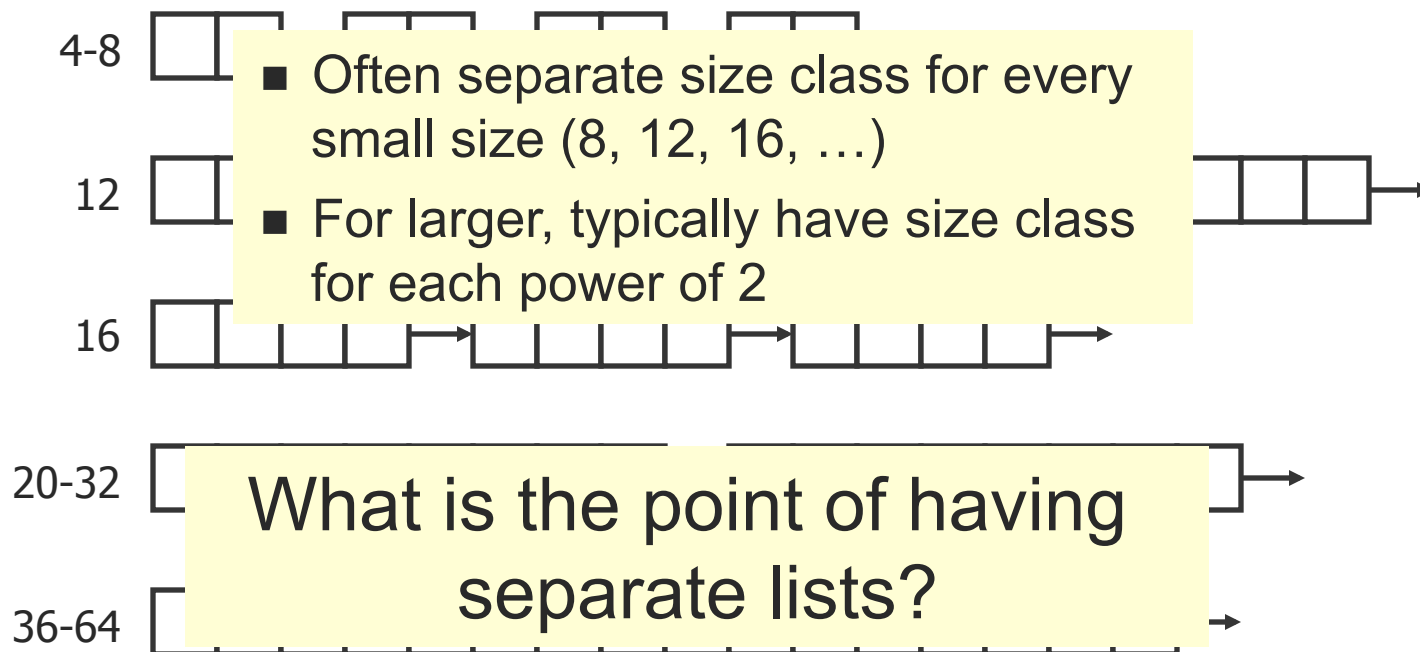 4-8
■ Often separate size class for every
small size (8, 12, 16, …)
12
■ For larger, typically have size class
for each power of 2
16
20-32
What is the point of having
separate lists?
36-64